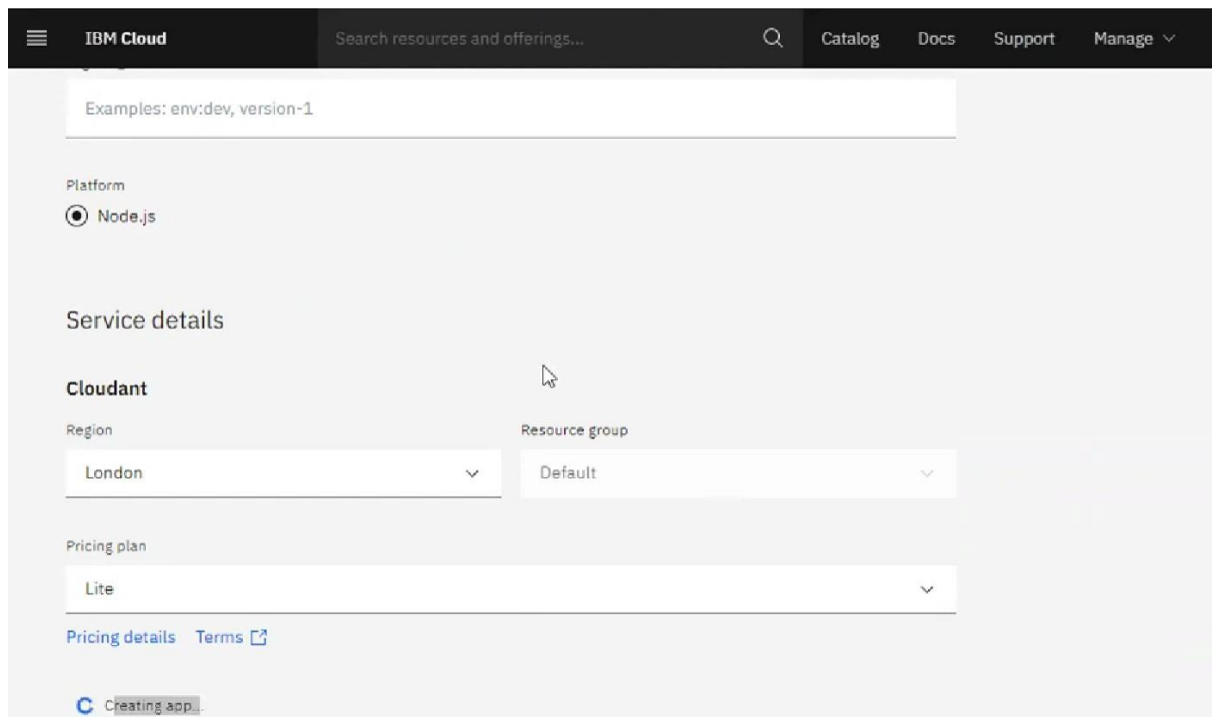 IBM Cloud Search resources and offerings... Catalog Docs Support Manage
Examples: env:dev, version-1
Platform
Node.js
Service details
Cloudant
Region Resource group
London Default
Pricing plan
Lite
Pricing details Terms
Creating app...